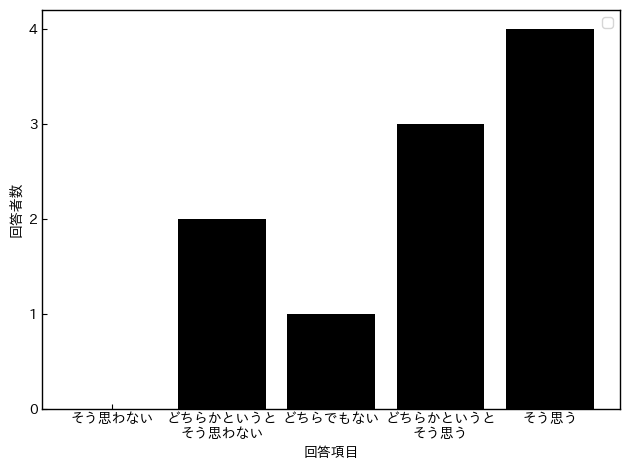 4
3
2
1
0
回答者数
そう思わない
どちらかというと
そう思わない
どちらでもない
どちらかというと
そう思う
そう思う
回答項目